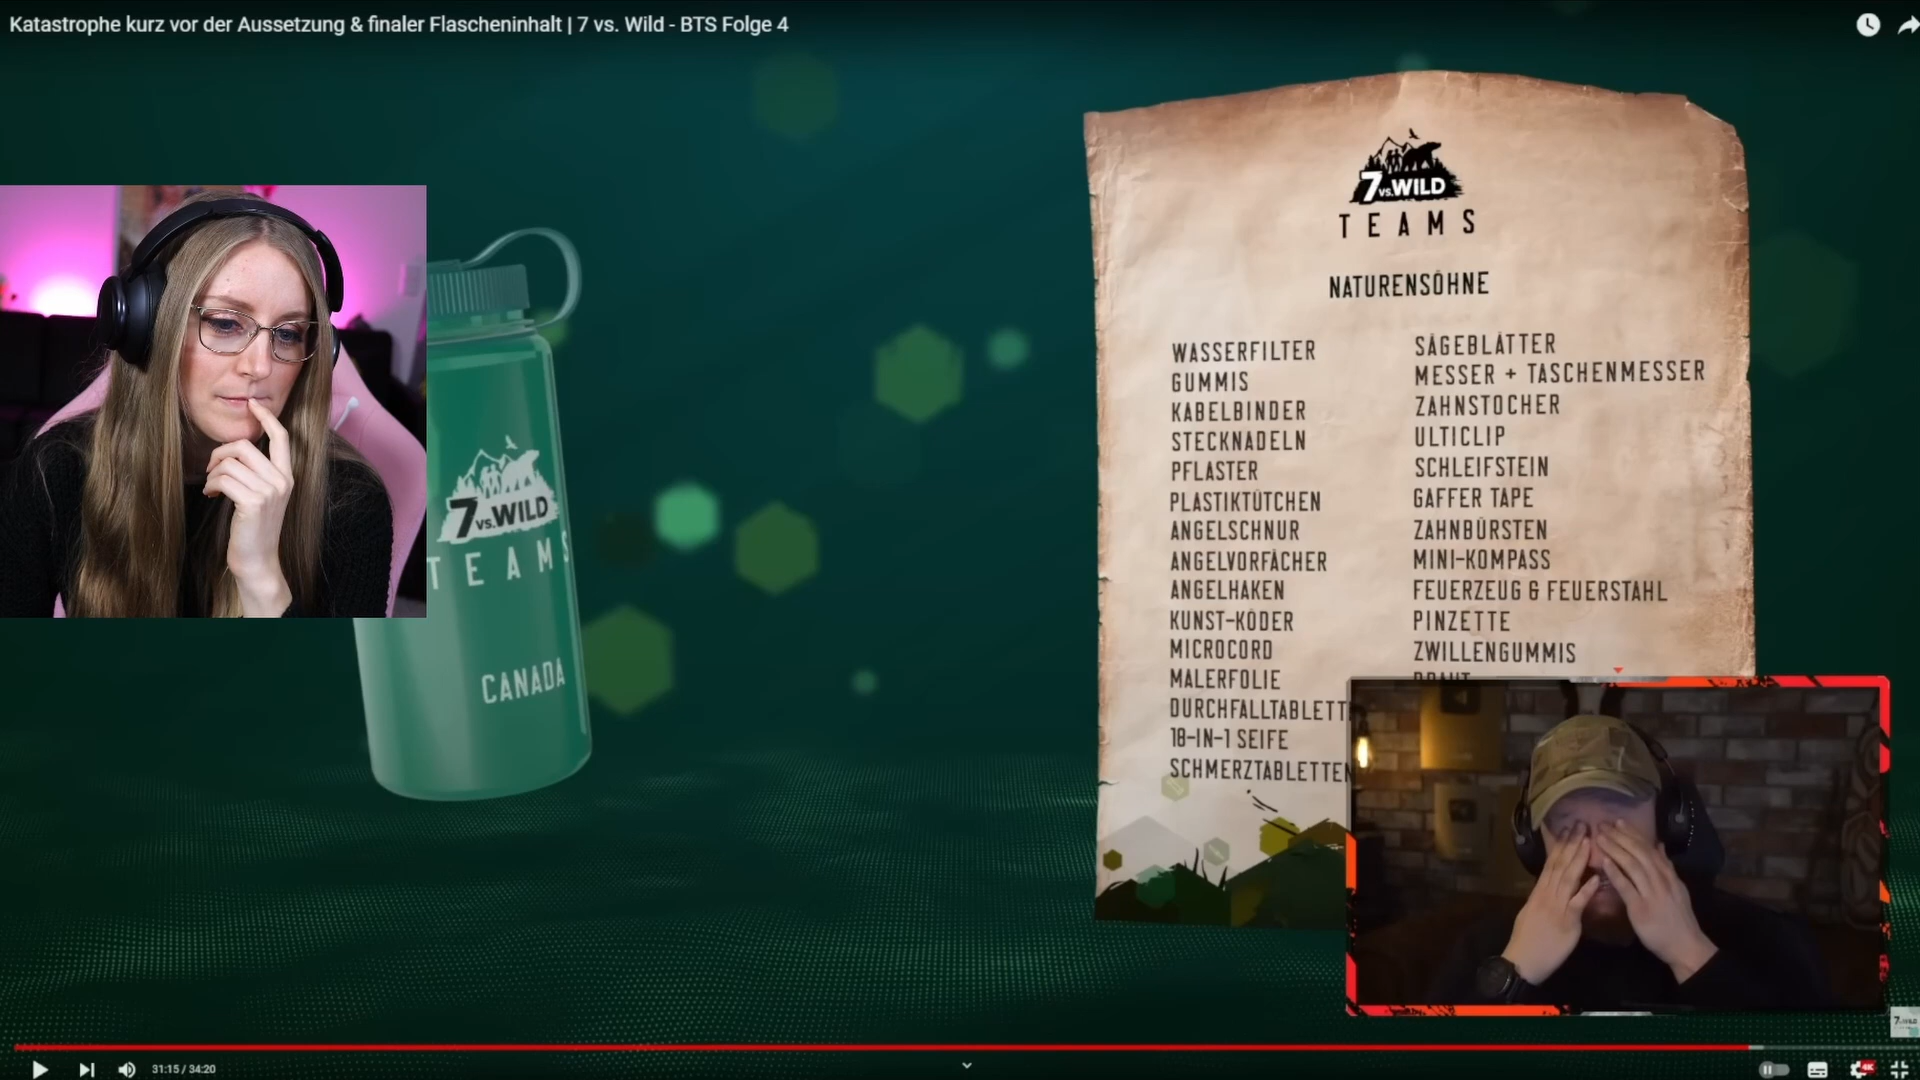 Katastrophe kurz vor der Aussetzung & finaler Flascheninhalt | 7 vs. Wild - BTS Folge 4
7 VS. WILD
TEAMS
NATURENSÖHNE
WASSERFILTER
GUMMIS
KABELBINDER
STECKNADELN
PFLASTER
PLASTIKTÜTCHEN
ANGELSCHNUR
ANGELVORFÄCHER
ANGELHAKEN
KUNST-KÖDER
MICROCORD
MALERFOLIE
DURCHFALLTABLETT
18-IN-1 SEIFE
SCHMERZTABLETTEN
SÄGEBLÄTTER
MESSER + TASCHENMESSER
ZAHNSTOCHER
ULTICLIP
SCHLEIFSTEIN
GAFFER TAPE
ZAHNBÜRSTEN
MINI-KOMPASS
FEUERZEUG & FEUERSTAHL
PINZETTE
ZWILLENGUMMIS
7 VS. WILD
TEAMS
CANADA
31:15 / 34:20
4K